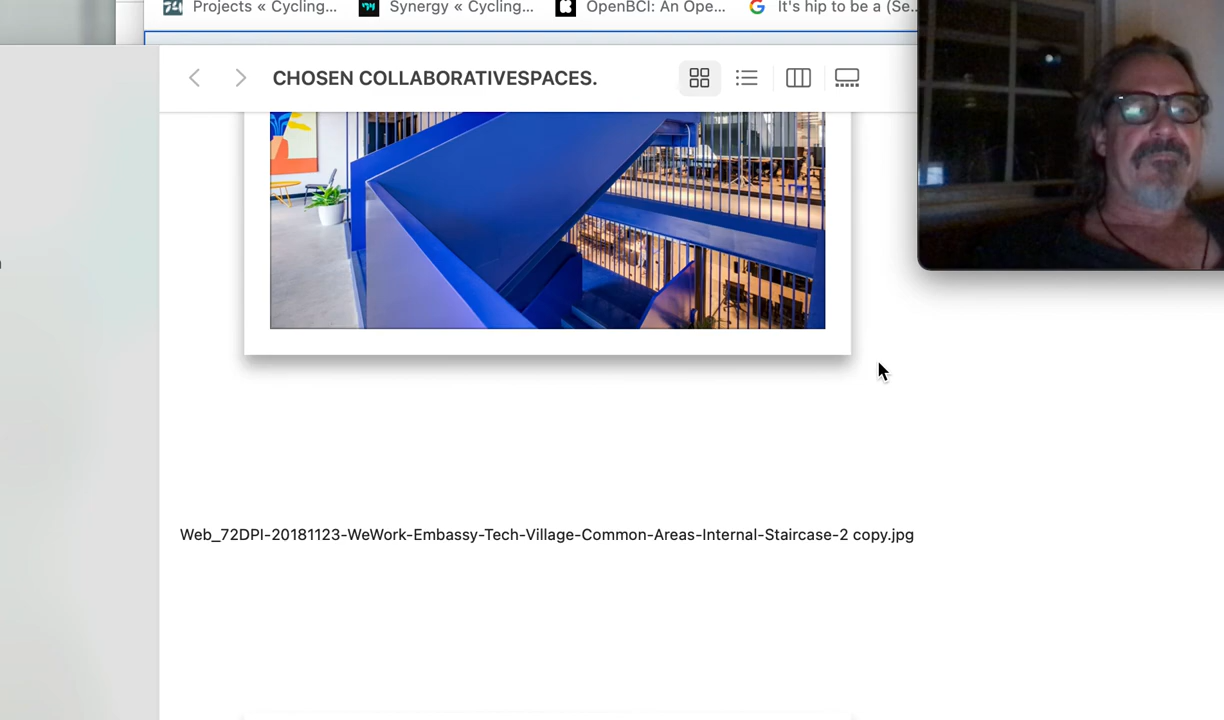 Projects « Cycling...
Synergy « Cycling...
OpenBCI: An Ope...
It's hip to be a (Se...
CHOSEN COLLABORATIVESPACES.
Web_72DPI-20181123-WeWork-Embassy-Tech-Village-Common-Areas-Internal-Staircase-2 copy.jpg